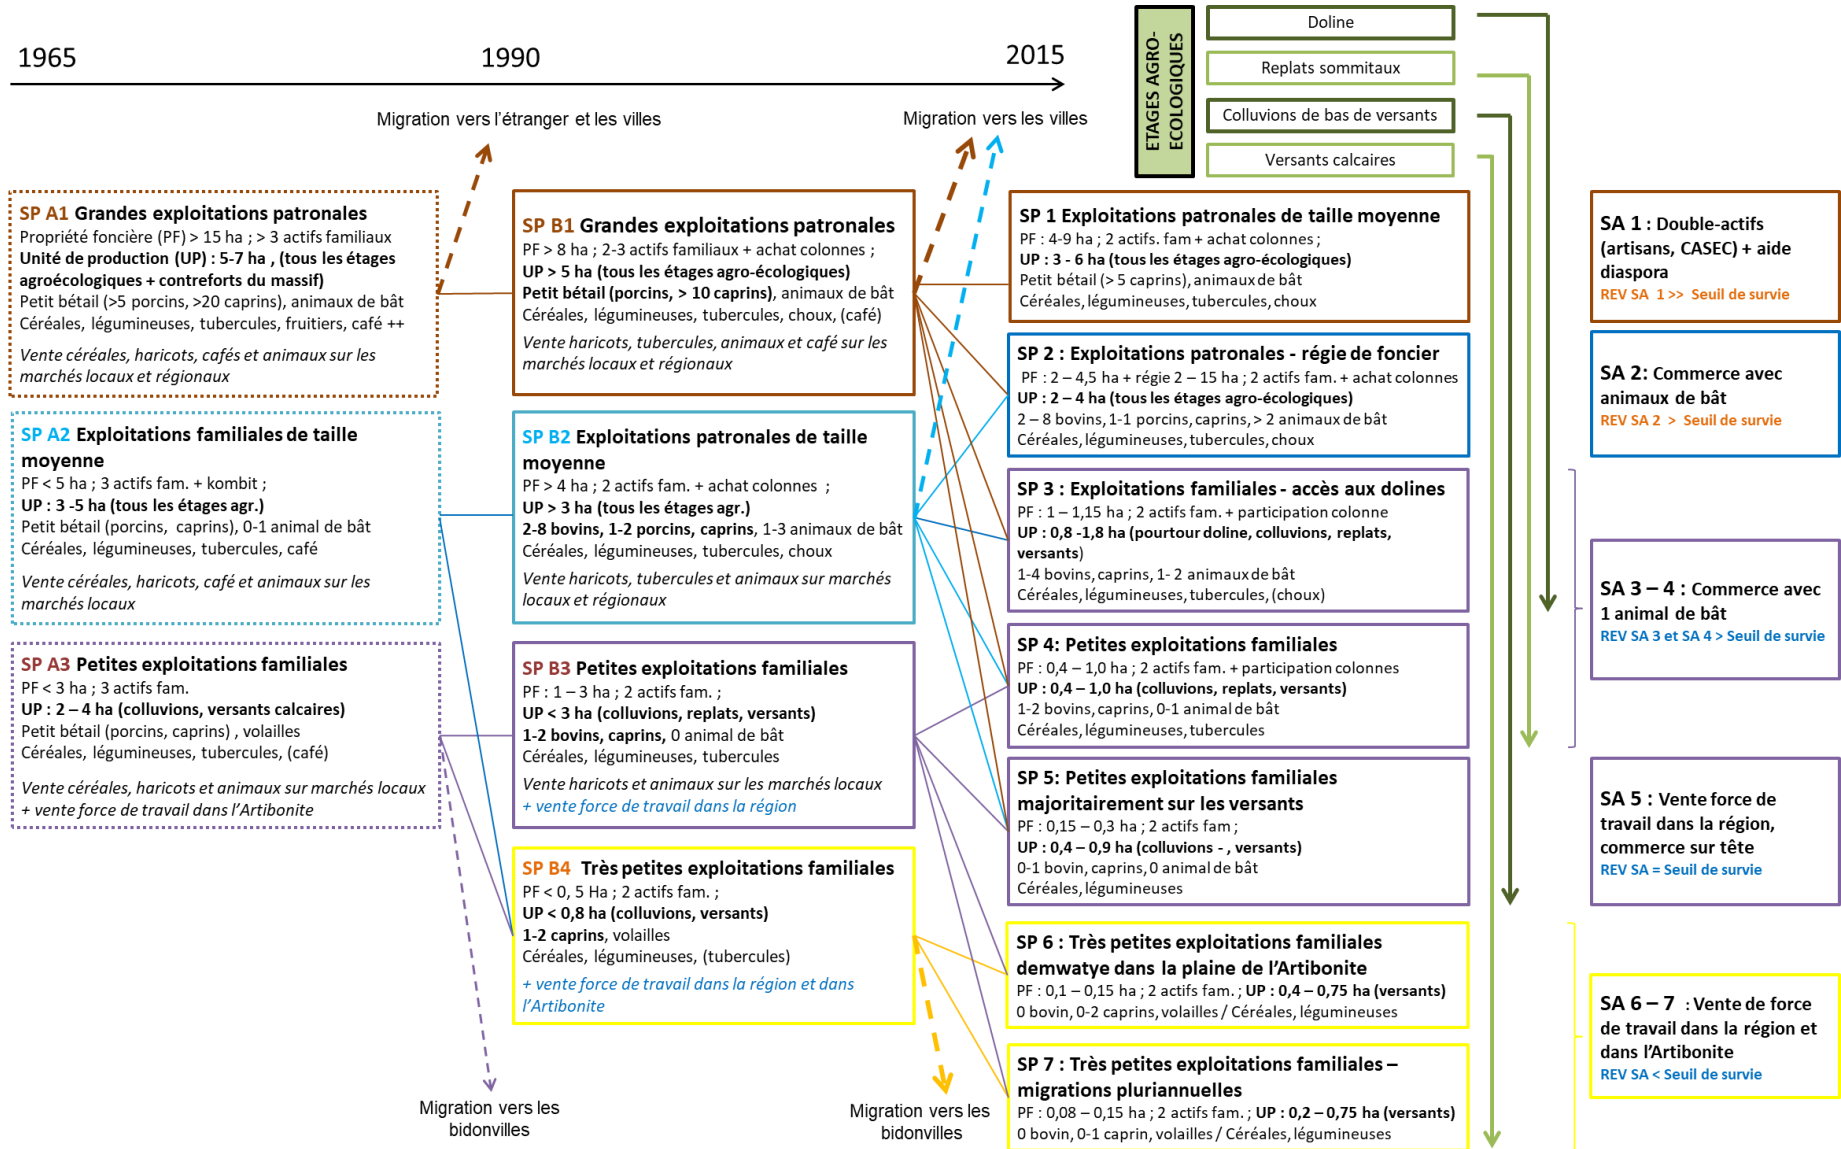 1965
1990
2015
Migration vers l'étranger et les villes
Migration vers les villes
ETAGES AGRO-
ECOLOGIQUES
Doline
Replats sommitaux
Colluvions de bas de versants
Versants calcaires
SP A1 Grandes exploitations patronales
Propriété foncière (PF) > 15 ha ; > 3 actifs familiaux
Unité de production (UP) : 5-7 ha , (tous les étages
agroécologiques + contreforts du massif)
Petit bétail (>5 porcins, >20 caprins), animaux de bât
Céréales, légumineuses, tubercules, fruitiers, café ++
Vente céréales, haricots, cafés et animaux sur les
marchés locaux et régionaux
SP A2 Exploitations familiales de taille
moyenne
PF < 5 ha ; 3 actifs fam. + kombit ;
UP : 3 -5 ha (tous les étages agr.)
Petit bétail (porcins, caprins), 0-1 animal de bât
Céréales, légumineuses, tubercules, café
Vente céréales, haricots, café et animaux sur les
marchés locaux
SP A3 Petites exploitations familiales
PF < 3 ha ; 3 actifs fam.
UP : 2 – 4 ha (colluvions, versants calcaires)
Petit bétail (porcins, caprins) , volailles
Céréales, légumineuses, tubercules, (café)
Vente céréales, haricots et animaux sur marchés locaux
+ vente force de travail dans l'Artibonite
Migration vers les
bidonvilles
SP B1 Grandes exploitations patronales
PF > 8 ha ; 2-3 actifs familiaux + achat colonnes ;
UP > 5 ha (tous les étages agro-écologiques)
Petit bétail (porcins, > 10 caprins), animaux de bât
Céréales, légumineuses, tubercules, choux, (café)
Vente haricots, tubercules, animaux et café sur les
marchés locaux et régionaux
SP B2 Exploitations patronales de taille
moyenne
PF > 4 ha ; 2 actifs fam. + achat colonnes ;
UP > 3 ha (tous les étages agr.)
2-8 bovins, 1-2 porcins, caprins, 1-3 animaux de bât
Céréales, légumineuses, tubercules, choux
Vente haricots, tubercules et animaux sur marchés
locaux et régionaux
SP B3 Petites exploitations familiales
PF : 1 – 3 ha ; 2 actifs fam. ;
UP < 3 ha (colluvions, replats, versants)
1-2 bovins, caprins, 0 animal de bât
Céréales, légumineuses, tubercules
Vente haricots et animaux sur les marchés locaux
+ vente force de travail dans la région
SP B4 Très petites exploitations familiales
PF < 0, 5 Ha ; 2 actifs fam. ;
UP < 0,8 ha (colluvions, versants)
1-2 caprins, volailles
Céréales, légumineuses, (tubercules)
+ vente force de travail dans la région et dans
l'Artibonite
Migration vers les
bidonvilles
SP 1 Exploitations patronales de taille moyenne
PF : 4-9 ha ; 2 actifs. fam + achat colonnes ;
UP : 3 - 6 ha (tous les étages agro-écologiques)
Petit bétail (> 5 caprins), animaux de bât
Céréales, légumineuses, tubercules, choux
SP 2 : Exploitations patronales - régie de foncier
PF : 2 – 4,5 ha + régie 2 – 15 ha ; 2 actifs fam. + achat colonnes
UP : 2 – 4 ha (tous les étages agro-écologiques)
2 – 8 bovins, 1-1 porcins, caprins, > 2 animaux de bât
Céréales, légumineuses, tubercules, choux
SP 3 : Exploitations familiales - accès aux dolines
PF : 1 – 1,15 ha ; 2 actifs fam. + participation colonne
UP : 0,8 -1,8 ha (pourtour doline, colluvions, replats,
versants)
1-4 bovins, caprins, 1- 2 animaux de bât
Céréales, légumineuses, tubercules, (choux)
SP 4: Petites exploitations familiales
PF : 0,4 – 1,0 ha ; 2 actifs fam. + participation colonnes
UP : 0,4 – 1,0 ha (colluvions, replats, versants)
1-2 bovins, caprins, 0-1 animal de bât
Céréales, légumineuses, tubercules
SP 5: Petites exploitations familiales
majoritairement sur les versants
PF : 0,15 – 0,3 ha ; 2 actifs fam ;
UP : 0,4 – 0,9 ha (colluvions - , versants)
0-1 bovin, caprins, 0 animal de bât
Céréales, légumineuses
SP 6 : Très petites exploitations familiales
demwatye dans la plaine de l'Artibonite
PF : 0,1 – 0,15 ha ; 2 actifs fam. ; UP : 0,4 – 0,75 ha (versants)
0 bovin, 0-2 caprins, volailles / Céréales, légumineuses
SP 7 : Très petites exploitations familiales –
migrations pluriannuelles
PF : 0,08 – 0,15 ha ; 2 actifs fam. ; UP : 0,2 – 0,75 ha (versants)
0 bovin, 0-1 caprin, volailles / Céréales, légumineuses
SA 1 : Double-actifs
(artisans, CASEC) + aide
diaspora
REV SA 1 >> Seuil de survie
SA 2: Commerce avec
animaux de bât
REV SA 2 > Seuil de survie
SA 3 – 4 : Commerce avec
1 animal de bât
REV SA 3 et SA 4 > Seuil de survie
SA 5 : Vente force de
travail dans la région,
commerce sur tête
REV SA = Seuil de survie
SA 6 – 7 : Vente de force
de travail dans la région et
dans l'Artibonite
REV SA < Seuil de survie